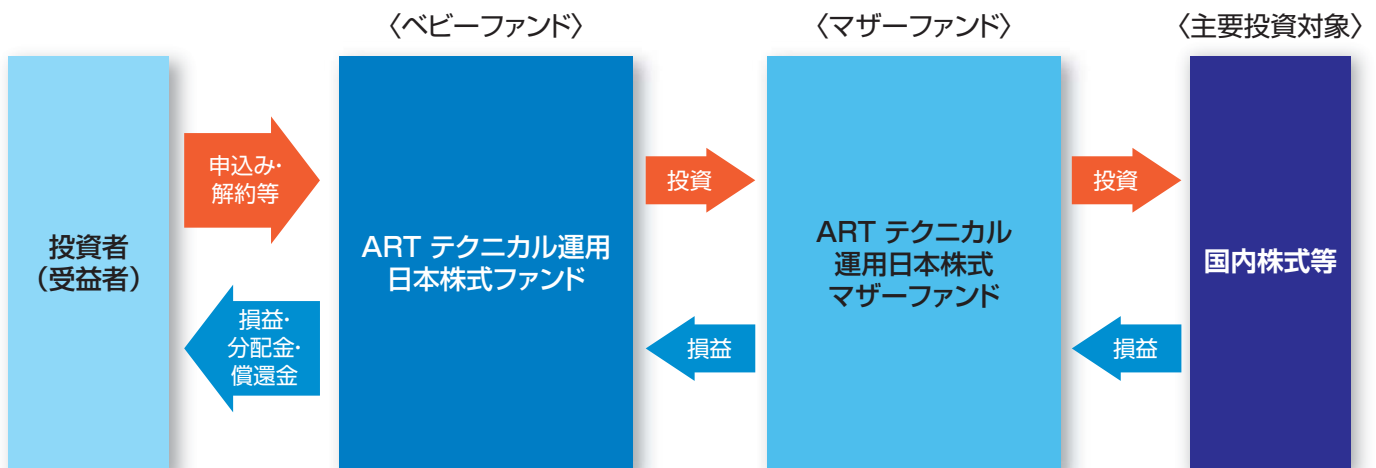 〈ベビーファンド〉
〈マザーファンド〉
〈主要投資対象〉
投資者
（受益者）
申込み・
解約等
損益・
分配金・
償還金
ART テクニカル運用
日本株式ファンド
投資
損益
ART テクニカル
運用日本株式
マザーファンド
投資
損益
国内株式等